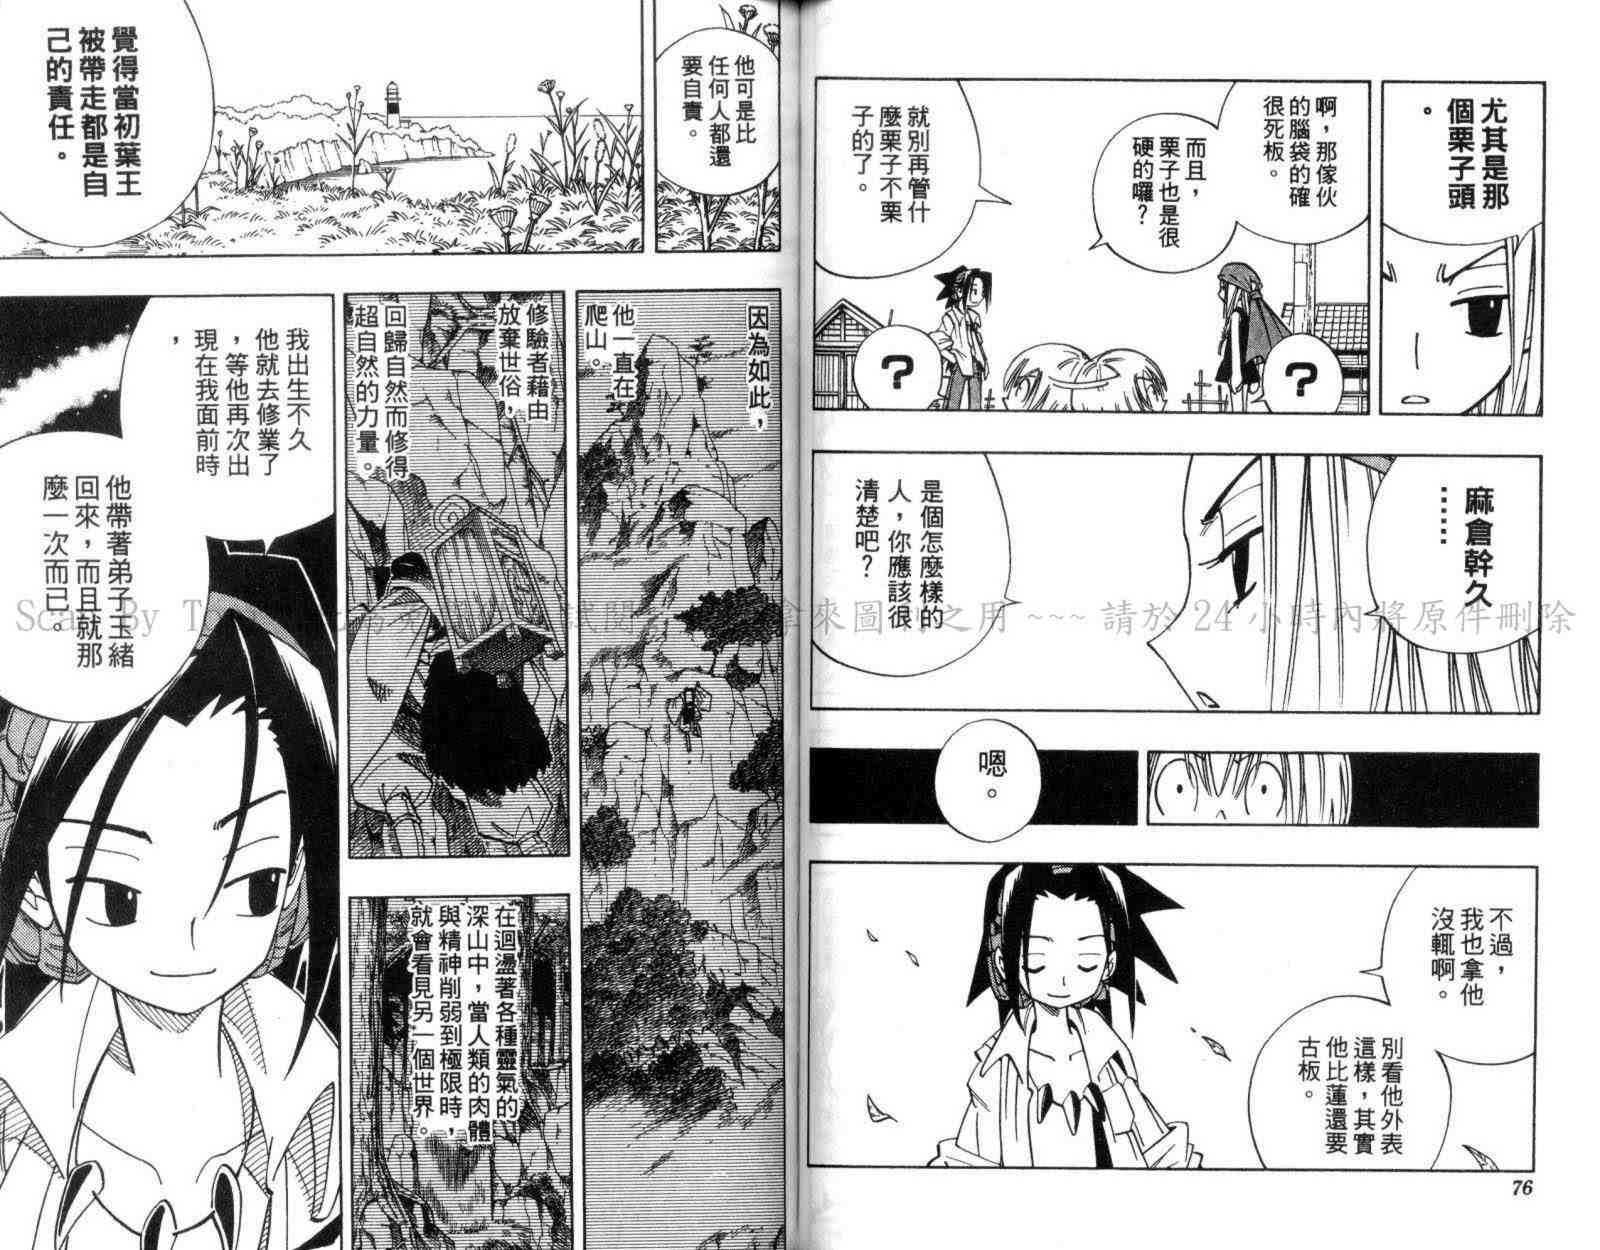 尤其是那
個栗子頭
。
啊，那傢伙
的腦袋的確
很死板。
而且，
栗子也是很
硬的囉？
就別再管什
麼栗子不栗
子的了。
？
？
麻倉幹久
……
是個怎麼樣的
人，你應該很
清楚吧？
嗯。
不過，
我也拿他
沒輒啊。
別看他外表
這樣，其實
他比蓮還要
古板。
76
他可是比
任何人都還
要自責。
覺得當初葉王
被帶走都是自
己的責任。
因為如此，
他一直在
爬山。
修驗者藉由
放棄世俗，
回歸自然而修得
超自然的力量。
在迴盪著各種靈氣的
深山中，當人類的肉體
與精神削弱到極限時，
就會看見另一個世界。
我出生不久
他就去修業了
，等他再次出
現在我面前時
，
他帶著弟子玉緒
回來，而且就那
麼一次而已。
拿來圖利之用 ~~~ 請於 24 小時內將原件刪除